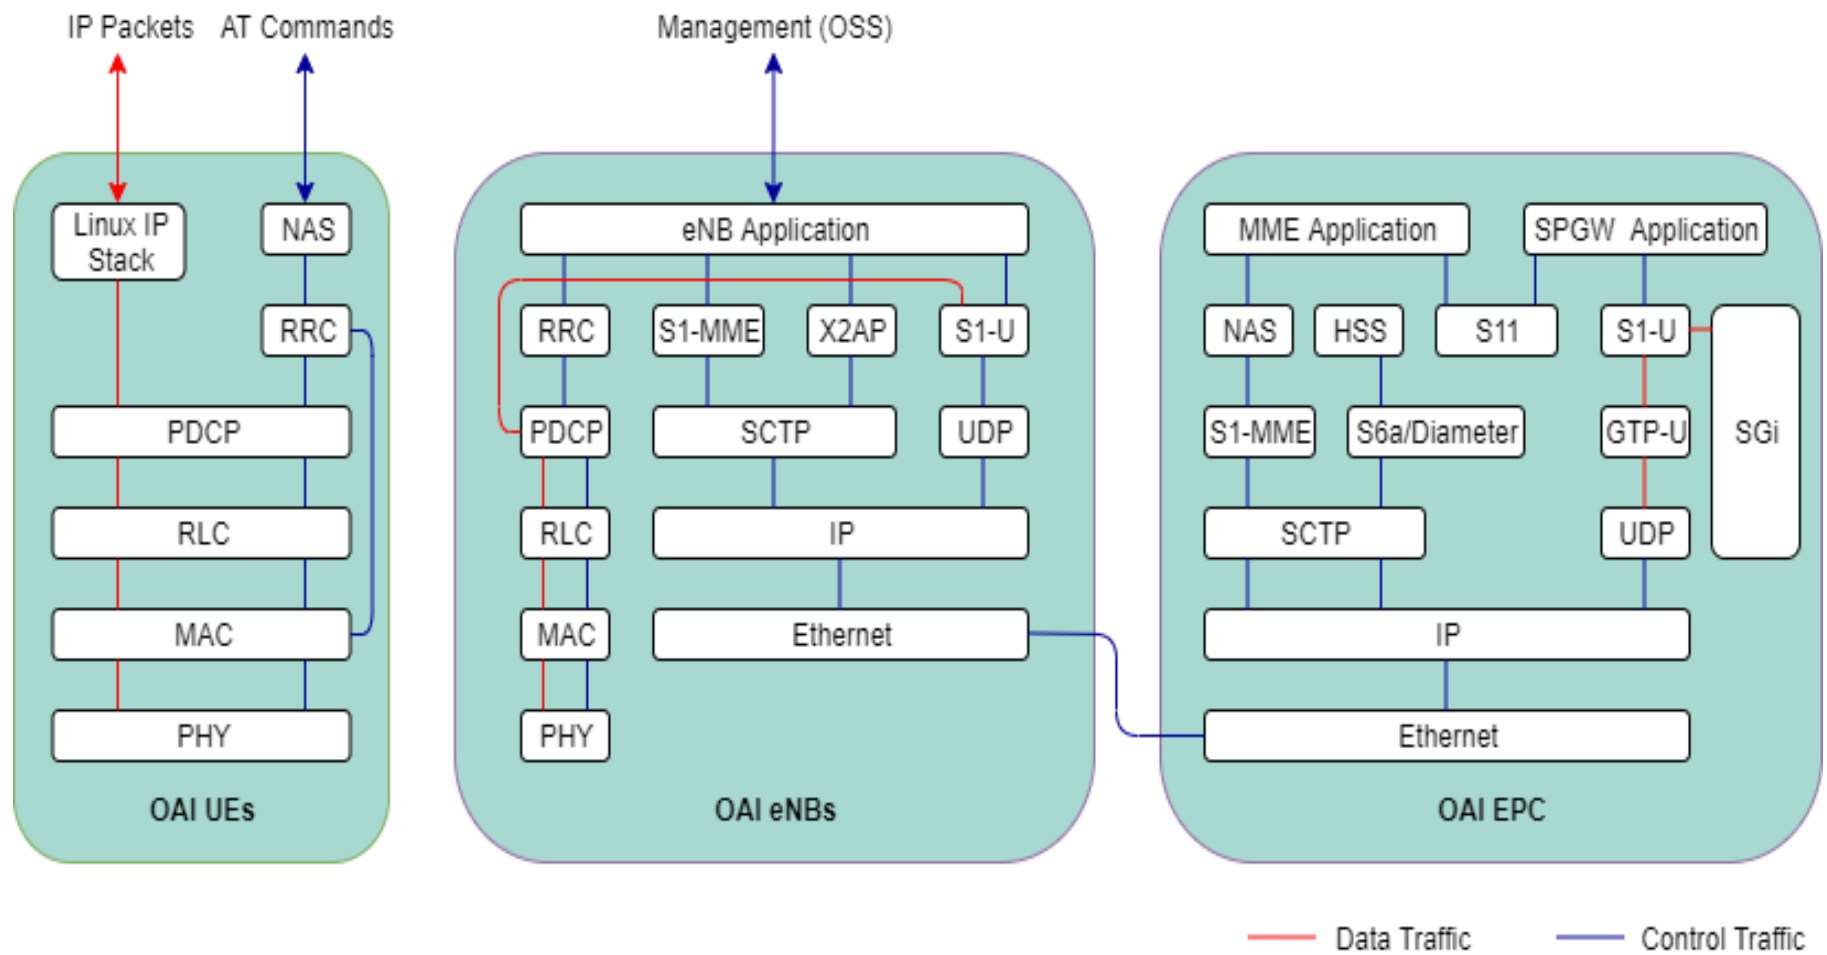 IP Packets
AT Commands
Management (OSS)
Linux IP
Stack
NAS
RRC
PDCP
RLC
MAC
PHY
OAI UEs
eNB Application
RRC
S1-MME
X2AP
S1-U
PDCP
SCTP
UDP
RLC
IP
MAC
Ethernet
PHY
OAI eNBs
MME Application
SPGW Application
NAS
HSS
S11
S1-U
S1-MME
S6a/Diameter
GTP-U
SGi
SCTP
UDP
IP
Ethernet
OAI EPC
Data Traffic
Control Traffic